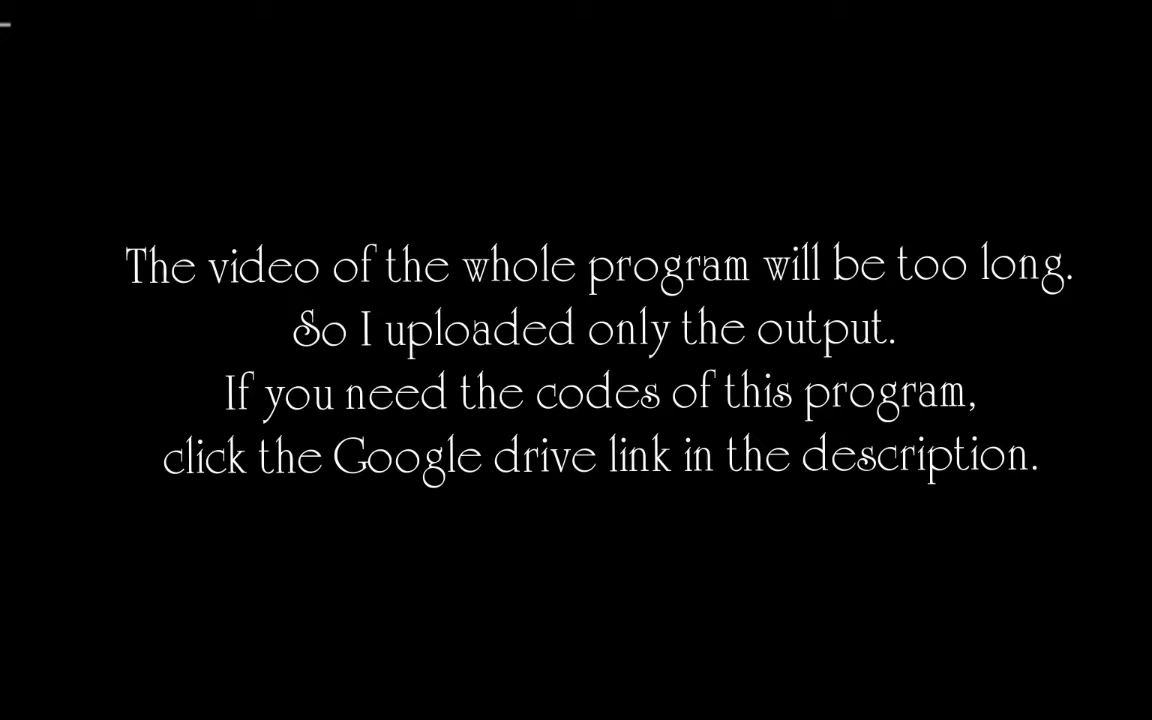 The video of the whole program will be too long.
So I uploaded only the output.
If you need the codes of this program,
click the Google drive link in the description.